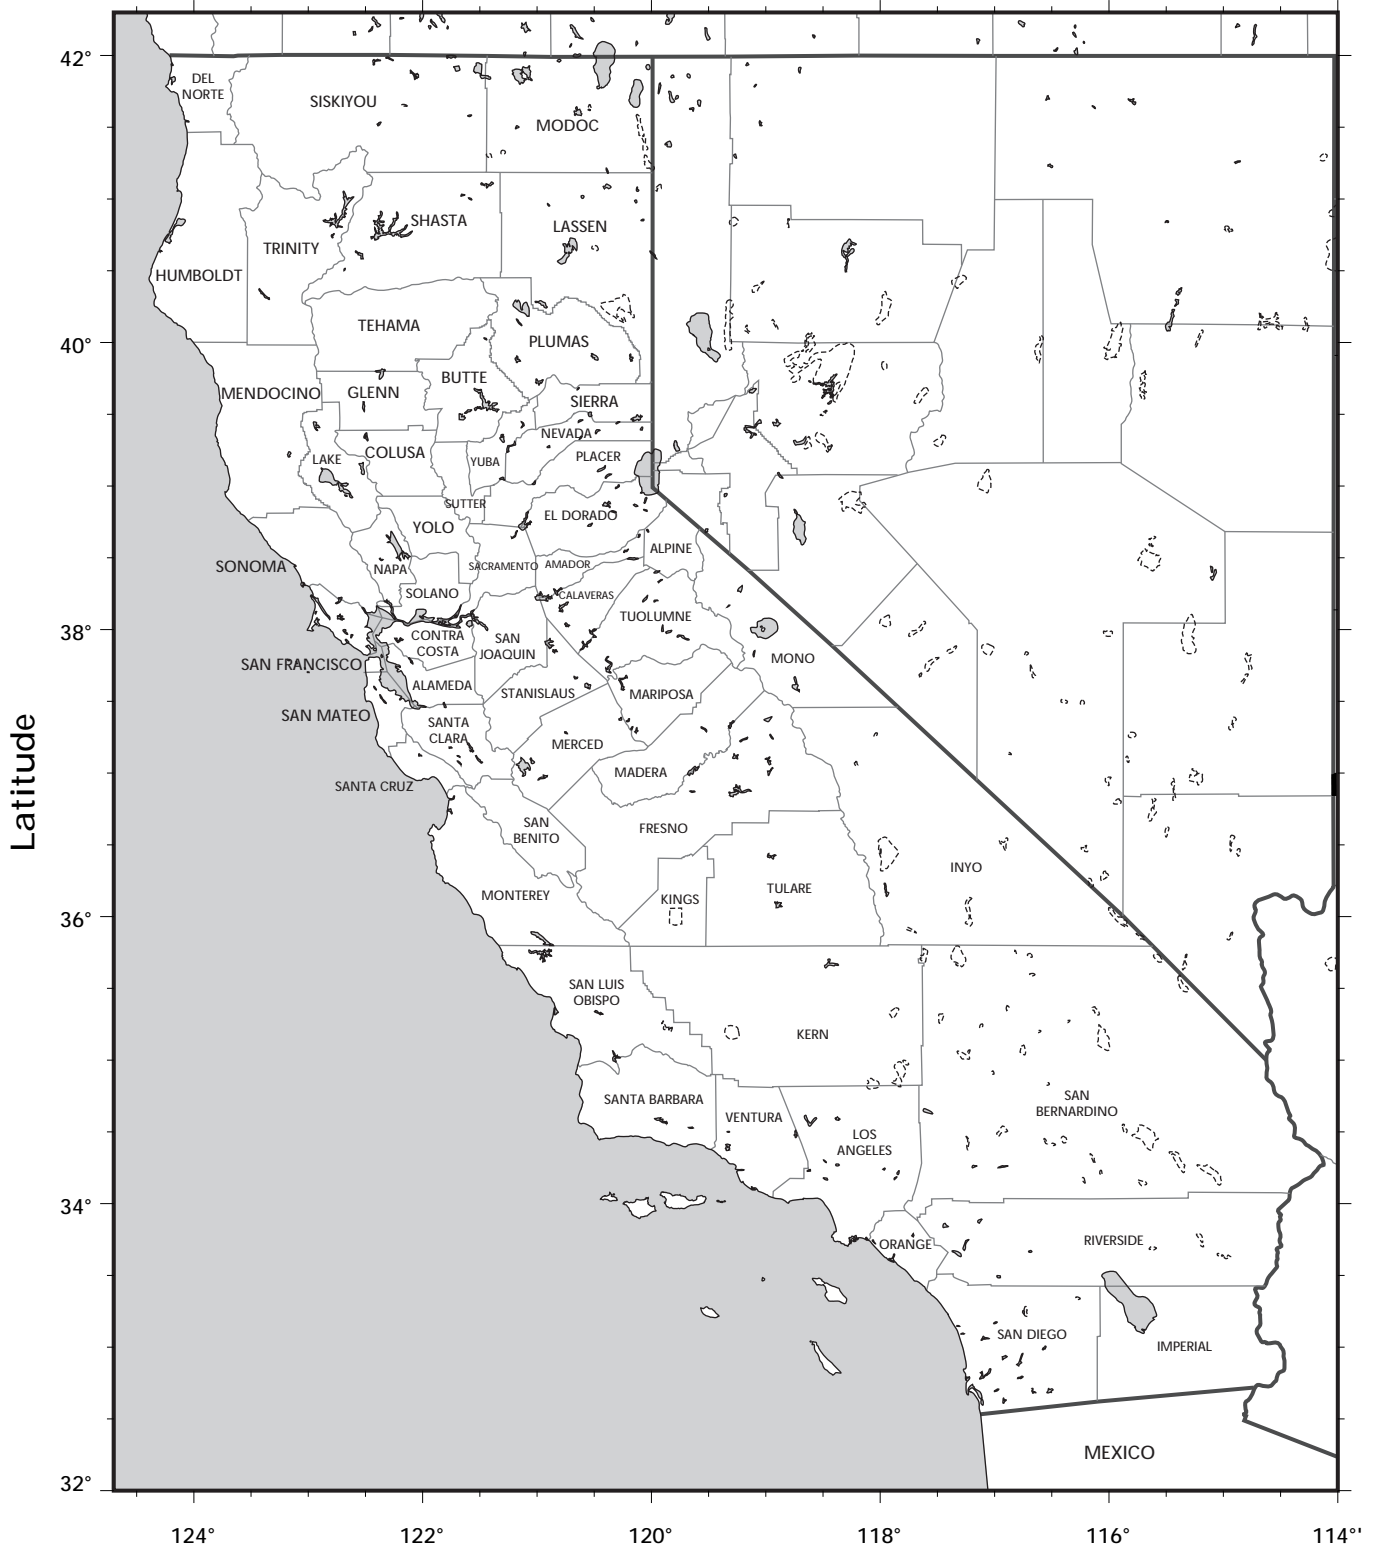 42°
DEL
NORTE
SISKIYOU
MODOC
SHASTA
LASSEN
TRINITY
HUMBOLDT
TEHAMA
PLUMAS
40°
BUTTE
MENDOCINO
GLENN
SIERRA
NEVADA
COLUSA
PLACER
LAKE
YUBA
SUTTER
EL DORADO
YOLO
ALPINE
SONOMA
NAPA
SACRAMENTO
AMADOR
SOLANO
CALAVERAS
TUOLUMNE
38°
CONTRA
COSTA
SAN
JOAQUIN
SAN FRANCISCO
MONO
ALAMEDA
STANISLAUS
MARIPOSA
SAN MATEO
SANTA
CLARA
MERCED
MADERA
SANTA CRUZ
Latitude
SAN
BENITO
FRESNO
INYO
MONTEREY
KINGS
TULARE
36°
SAN LUIS
OBISPO
KERN
SANTA BARBARA
VENTURA
SAN
BERNARDINO
LOS
ANGELES
34°
ORANGE
RIVERSIDE
SAN DIEGO
IMPERIAL
MEXICO
32°
124°
122°
120°
118°
116°
114°'